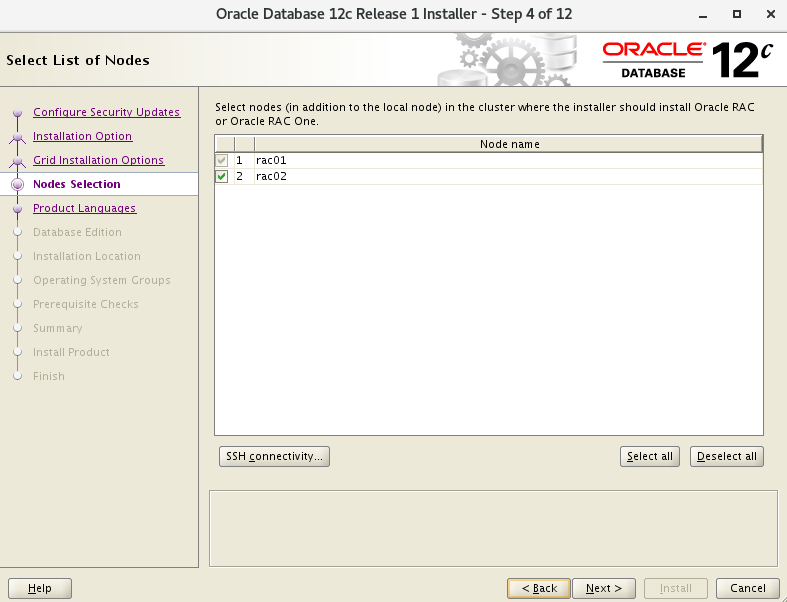 Oracle Database 12c Release 1 Installer - Step 4 of 12
Select List of Nodes
ORACLE®
DATABASE
12c
Configure Security Updates
Installation Option
Grid Installation Options
Nodes Selection
Product Languages
Database Edition
Installation Location
Operating System Groups
Prerequisite Checks
Summary
Install Product
Finish
Select nodes (in addition to the local node) in the cluster where the installer should install Oracle RAC
or Oracle RAC One.
Node name
1 rac01
2 rac02
SSH connectivity... Select all Deselect all
Help < Back Next > Install Cancel